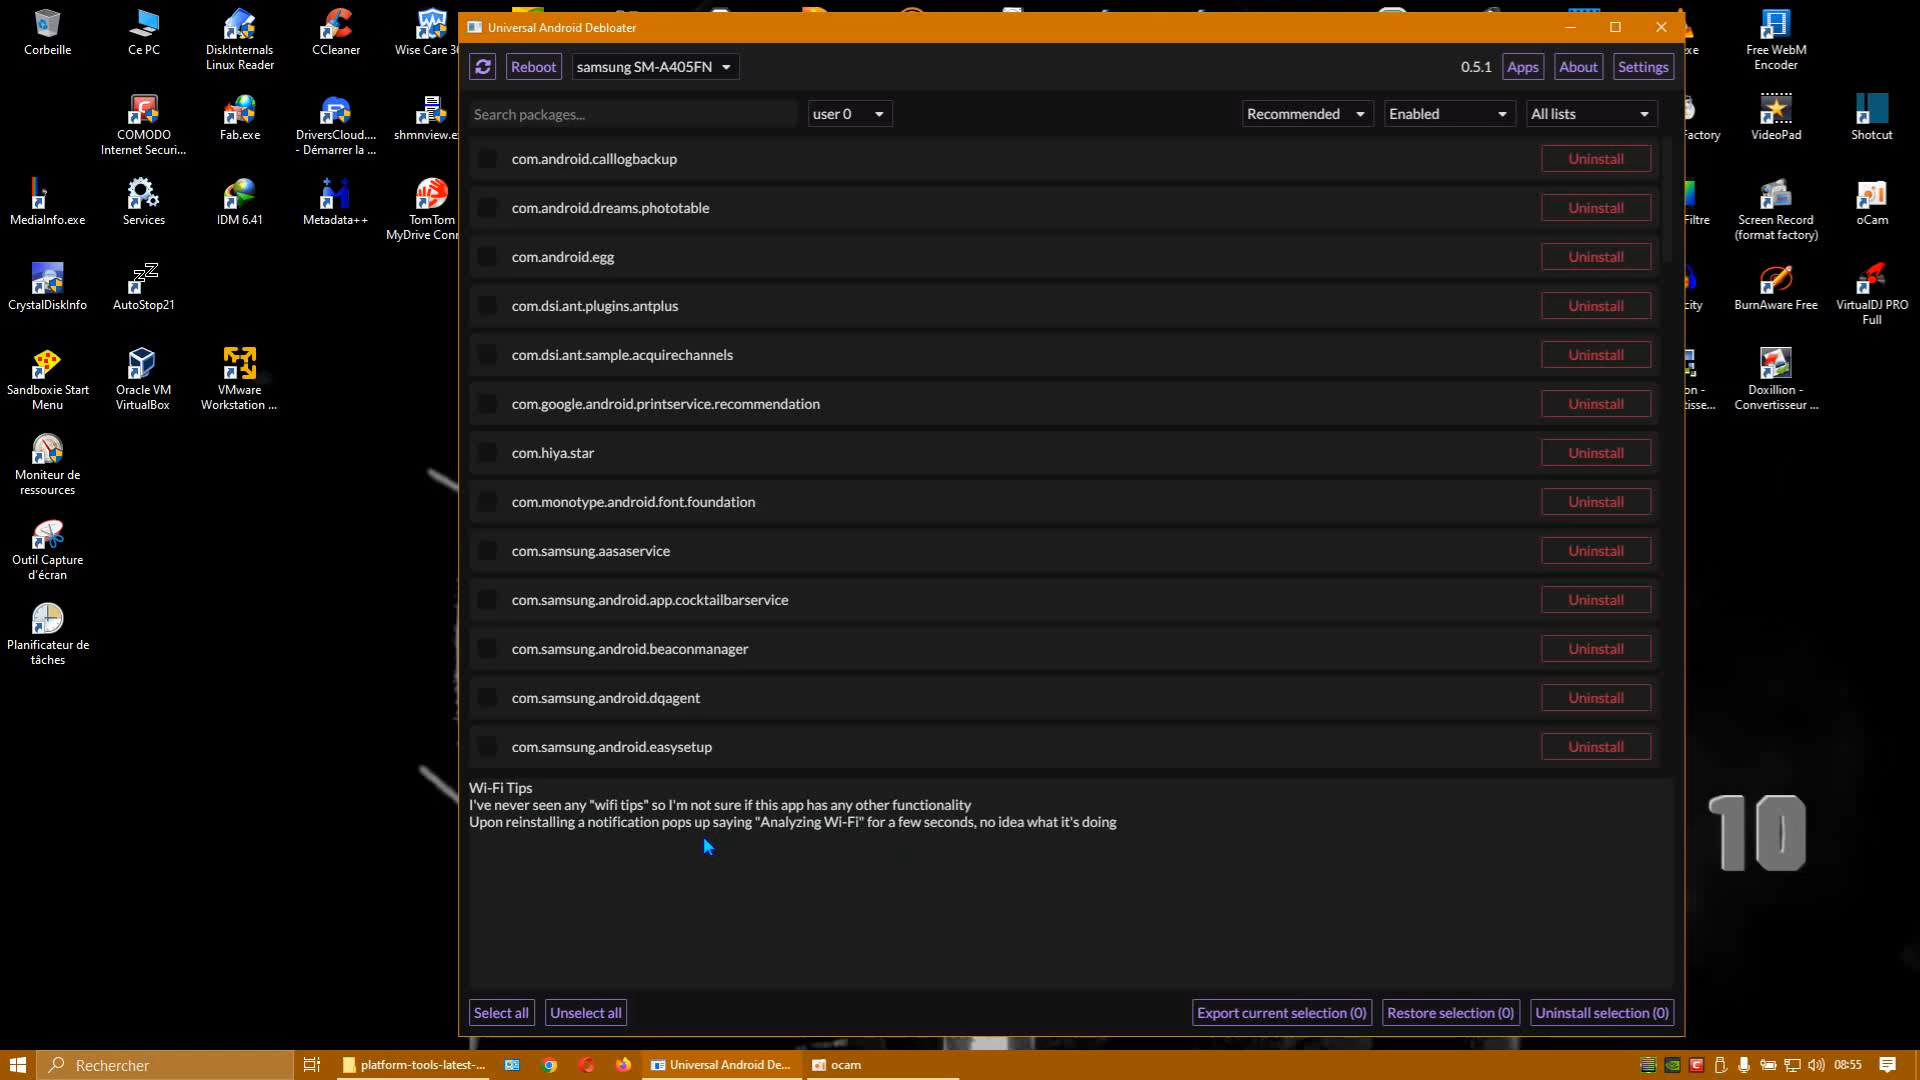 Corbeille
Ce PC
DiskInternals
Linux Reader
CCleaner
Wise Care 36
COMODO
Internet Securi...
Fab.exe
DriversCloud....
- Démarrer la ...
shmnview.ex
MediaInfo.exe
Services
IDM 6.41
Metadata++
TomTom
MyDrive Conn
CrystalDiskInfo
AutoStop21
Sandboxie Start
Menu
Oracle VM
VirtualBox
VMware
Workstation ...
Moniteur de
ressources
Outil Capture
d'écran
Planificateur de
tâches
Universal Android Debloater
Reboot
samsung SM-A405FN
0.5.1
Apps
About
Settings
Search packages...
user 0
Recommended
Enabled
All lists
com.android.calllogbackup
Uninstall
com.android.dreams.phototable
Uninstall
com.android.egg
Uninstall
com.dsi.ant.plugins.antplus
Uninstall
com.dsi.ant.sample.acquirechannels
Uninstall
com.google.android.printservice.recommendation
Uninstall
com.hiya.star
Uninstall
com.monotype.android.font.foundation
Uninstall
com.samsung.aasaservice
Uninstall
com.samsung.android.app.cocktailbarservice
Uninstall
com.samsung.android.beaconmanager
Uninstall
com.samsung.android.dqagent
Uninstall
com.samsung.android.easysetup
Uninstall
Wi-Fi Tips
I've never seen any "wifi tips" so I'm not sure if this app has any other functionality
Upon reinstalling a notification pops up saying "Analyzing Wi-Fi" for a few seconds, no idea what it's doing
Select all
Unselect all
Export current selection (0)
Restore selection (0)
Uninstall selection (0)
exe
Free WebM
Encoder
Factory
VideoPad
Shotcut
Filtre
Screen Record
(format factory)
oCam
city
BurnAware Free
VirtualDJ PRO
Full
on -
tisse...
Doxillion -
Convertisseur ...
10
Rechercher
platform-tools-latest-...
Universal Android De...
ocam
08:55